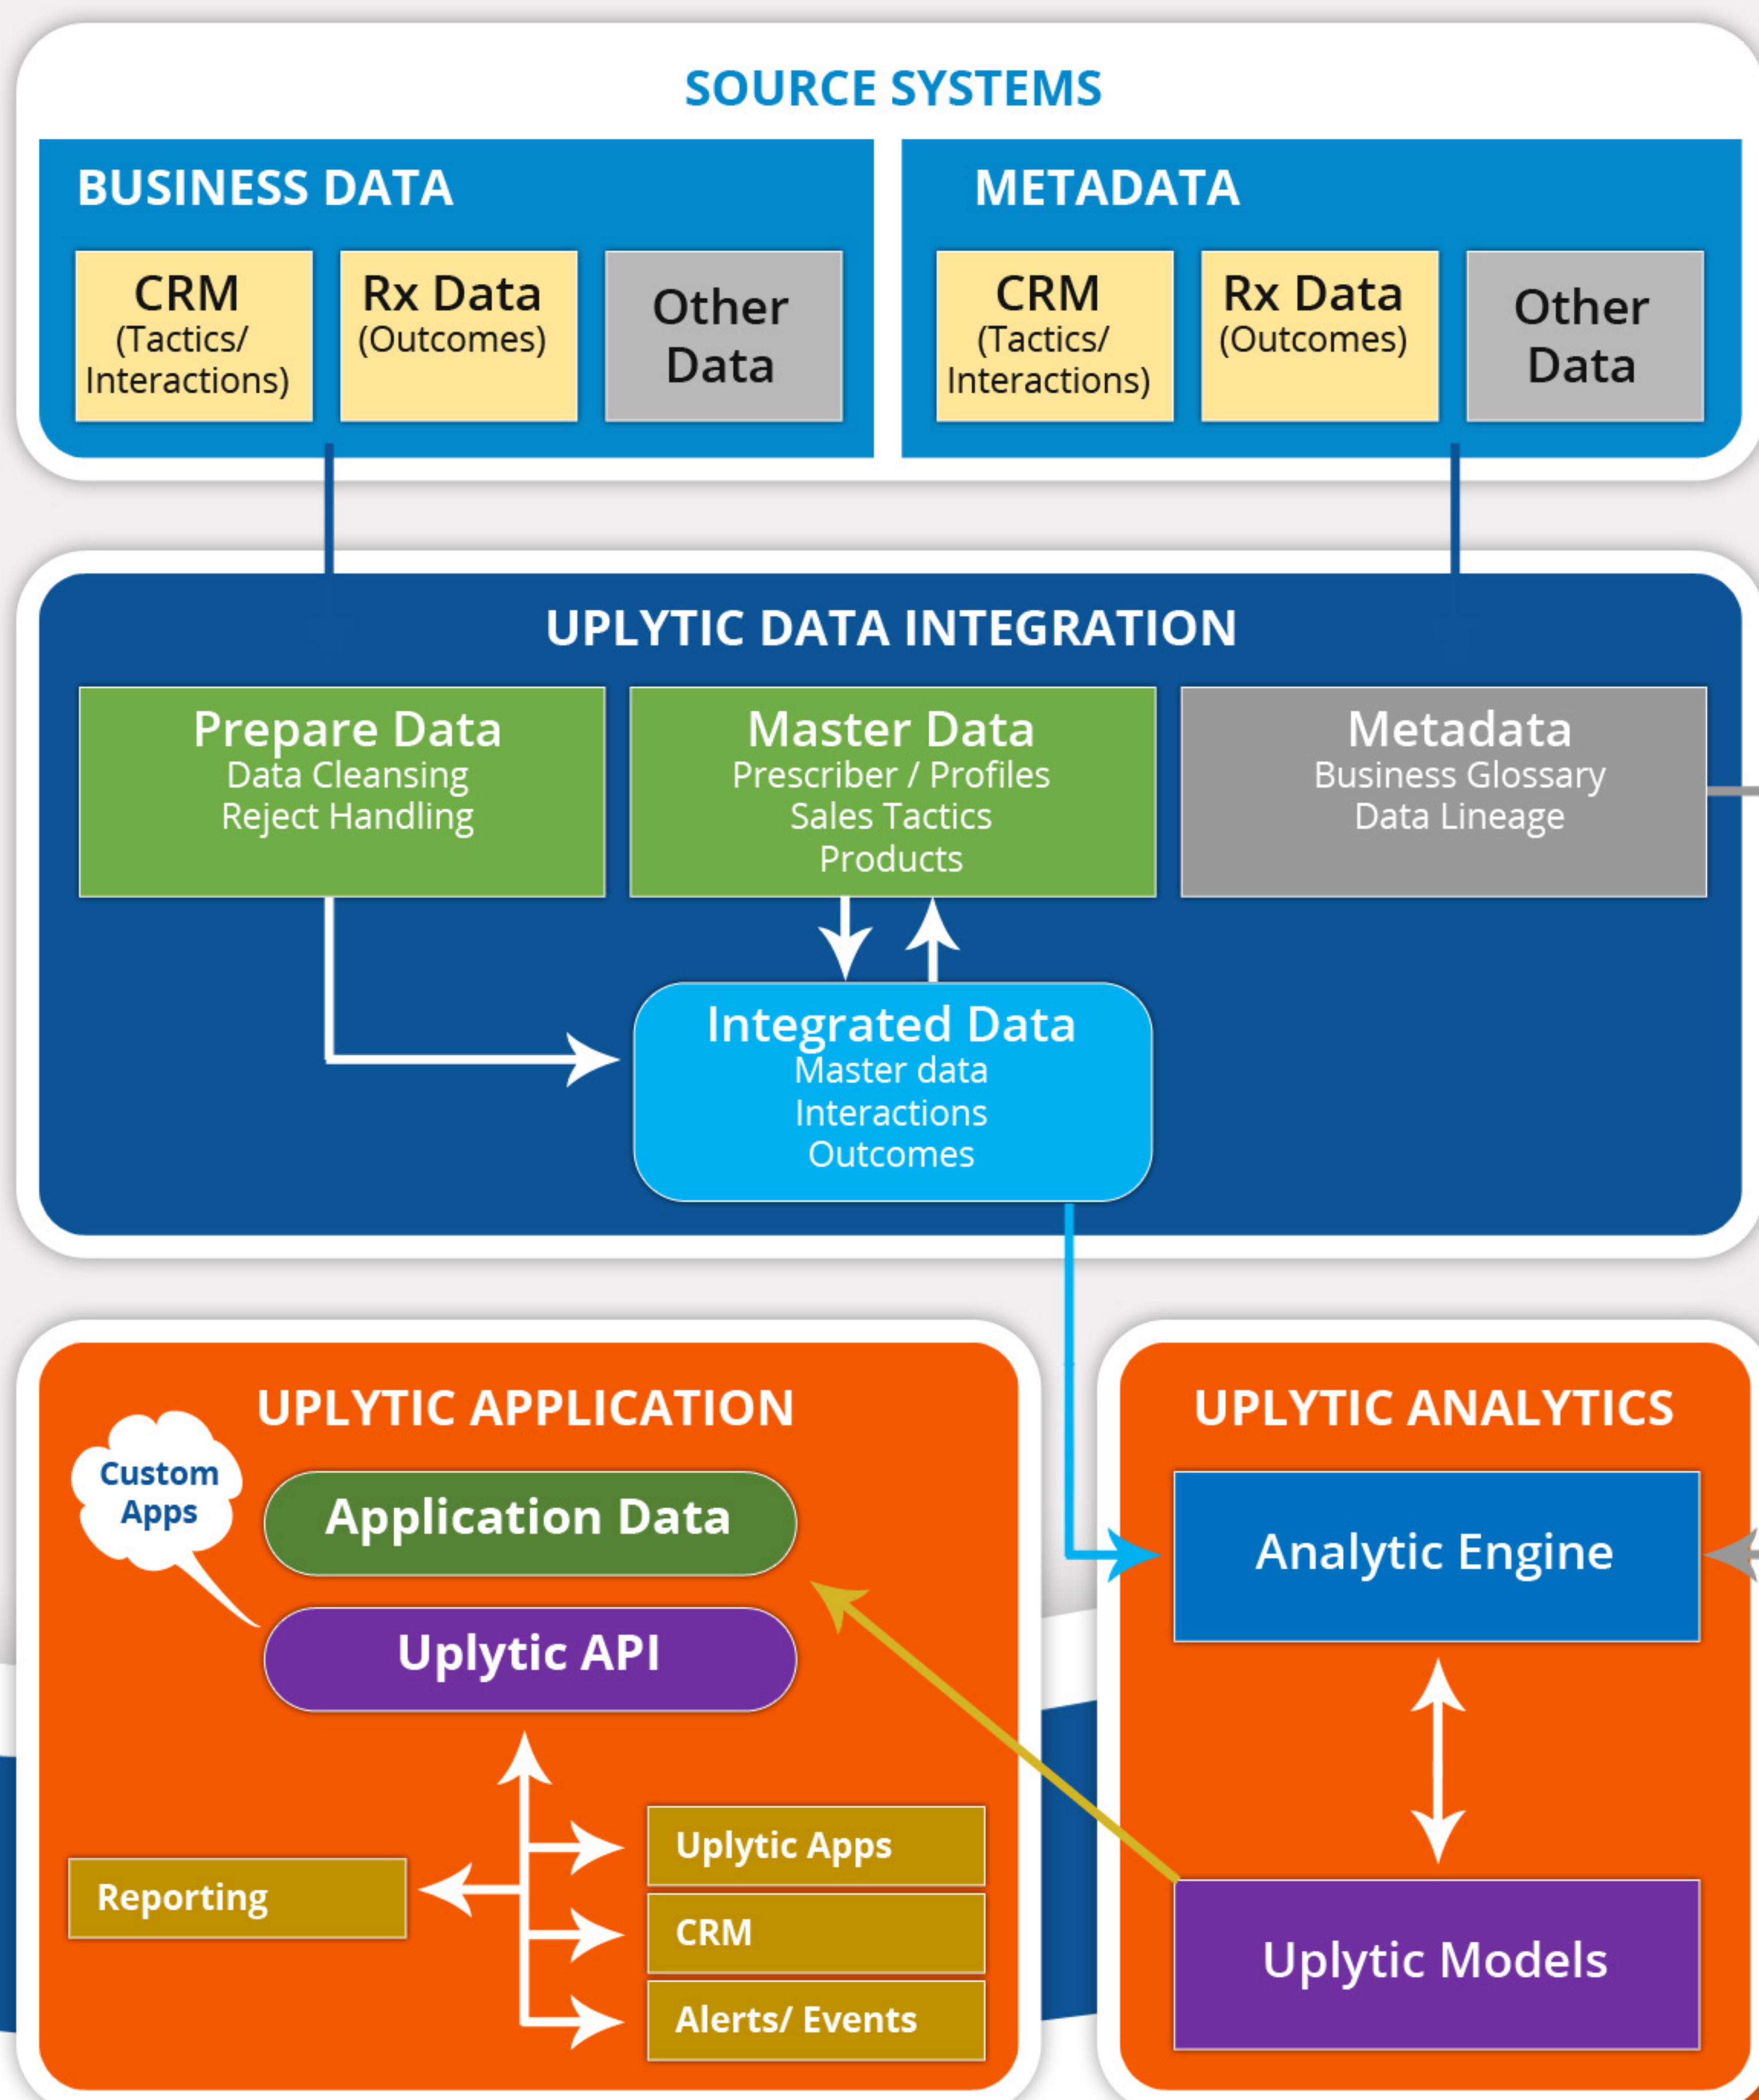 SOURCE SYSTEMS
BUSINESS DATA
CRM
(Tactics/
Interactions)
Rx Data
(Outcomes)
Other
Data
METADATA
CRM
(Tactics/
Interactions)
Rx Data
(Outcomes)
Other
Data
UPLYTIC DATA INTEGRATION
Prepare Data
Data Cleansing
Reject Handling
Master Data
Prescriber / Profiles
Sales Tactics
Products
Metadata
Business Glossary
Data Lineage
Integrated Data
Master data
Interactions
Outcomes
UPLYTIC APPLICATION
Custom
Apps
Application Data
Uplytic API
Reporting
Uplytic Apps
CRM
Alerts/ Events
UPLYTIC ANALYTICS
Analytic Engine
Uplytic Models